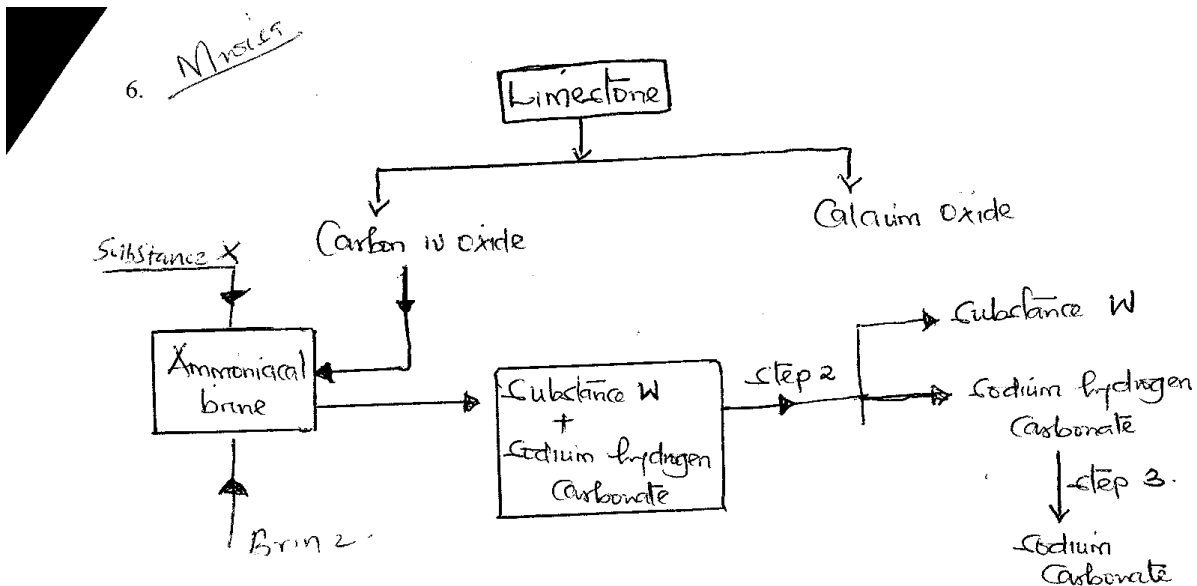 6.
Limestone
Carbon iv oxide
Calcium oxide
Substance X
Ammoniacal
brine
Brine.
Substance W
+
Sodium hydrogen
Carbonate
Step 2
Substance W
Sodium hydrogen
Carbonate
Step 3.
Sodium
Carbonate